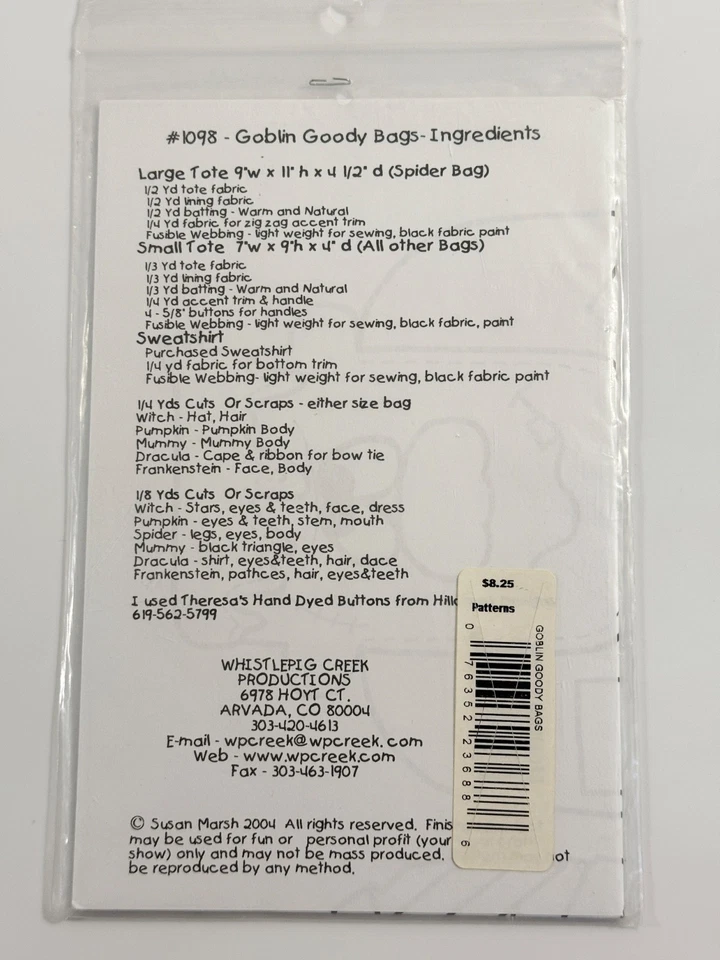 #1098 - Goblin Goody Bags-Ingredients
Large Tote 9"w x 11" h x 4 1/2" d (Spider Bag)
1/2 Yd tote fabric
1/2 Yd lining fabric
1/2 Yd batting - Warm and Natural
1/4 Yd fabric for zig zag accent trim
Fusible Webbing - light weight for sewing, black fabric paint
Small Tote 7"w x 9"h x 4" d (All other Bags)
1/3 Yd tote fabric
1/3 Yd lining fabric
1/3 Yd batting - Warm and Natural
1/4 Yd accent trim & handle
4 - 5/8" buttons for handles
Fusible Webbing - light weight for sewing, black fabric, paint
Sweatshirt
Purchased Sweatshirt
1/4 yd fabric for bottom trim
Fusible Webbing- light weight for sewing, black fabric paint
1/4 Yds Cuts Or Scraps - either size bag
Witch - Hat, Hair
Pumpkin - Pumpkin Body
Mummy - Mummy Body
Dracula - Cape & ribbon for bow tie
Frankenstein - Face, Body
1/8 Yds Cuts Or Scraps
Witch - Stars, eyes & teeth, face, dress
Pumpkin - eyes & teeth, stem, mouth
Spider - legs, eyes, body
Mummy - black triangle, eyes
Dracula - shirt, eyes&teeth, hair, dace
Frankenstein, pathces, hair, eyes&teeth
I used Theresa's Hand Dyed Buttons from Hill
619-562-5799
WHISTLEPIG CREEK
PRODUCTIONS
6978 HOYT CT.
ARVADA, CO 80004
303-420-4613
E-mail - wpcreek@wpcreek.com
Web - www.wpcreek.com
Fax - 303-463-1907
© Susan Marsh 2004 All rights reserved. Finis
may be used for fun or personal profit (your
show) only and may not be mass produced. ot
be reproduced by any method.
$8.25
Patterns
GOBLIN GOODY BAGS
0 76352 23688 6